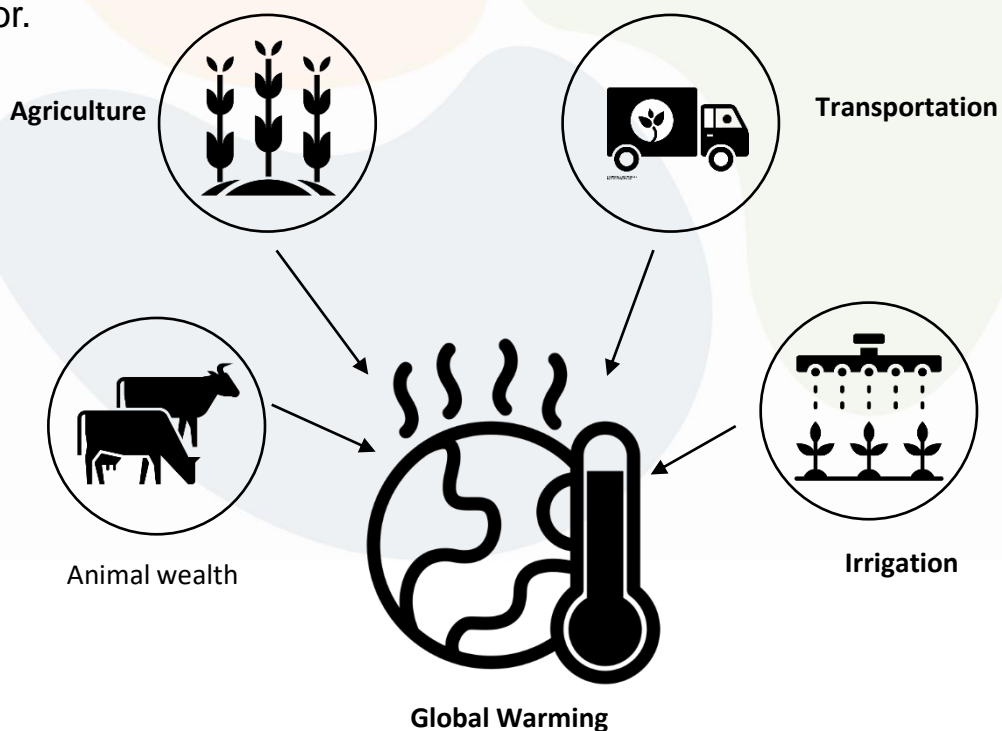 or.
Agriculture
Transportation
Animal wealth
Irrigation
Global Warming